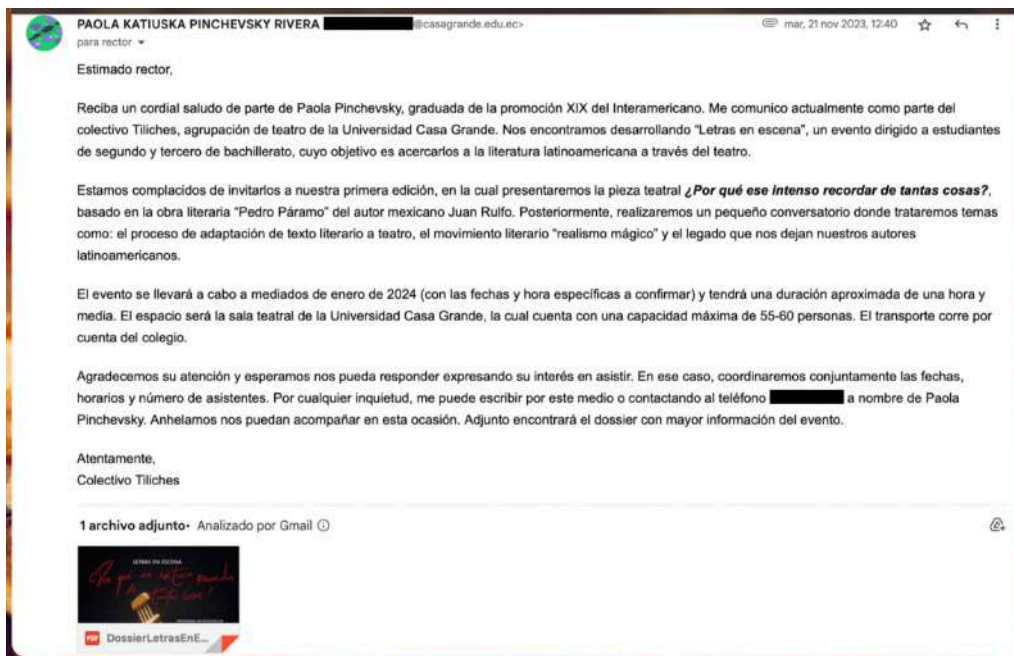 PAOLA KATIUSKA PINCHEVSKY RIVERA @casagrande.edu.ec> mar, 21 nov 2023, 12:40
para rector
Estimado rector,
Reciba un cordial saludo de parte de Paola Pinchevsky, graduada de la promoción XIX del Interamericano. Me comunico actualmente como parte del
colectivo Tiliches, agrupación de teatro de la Universidad Casa Grande. Nos encontramos desarrollando "Letras en escena", un evento dirigido a estudiantes
de segundo y tercero de bachillerato, cuyo objetivo es acercarlos a la literatura latinoamericana a través del teatro.
Estamos complacidos de invitarlos a nuestra primera edición, en la cual presentaremos la pieza teatral ¿Por qué ese intenso recordar de tantas cosas?,
basado en la obra literaria "Pedro Páramo" del autor mexicano Juan Rulfo. Posteriormente, realizaremos un pequeño conversatorio donde trataremos temas
como: el proceso de adaptación de texto literario a teatro, el movimiento literario "realismo mágico" y el legado que nos dejan nuestros autores
latinoamericanos.
El evento se llevará a cabo a mediados de enero de 2024 (con las fechas y hora específicas a confirmar) y tendrá una duración aproximada de una hora y
media. El espacio será la sala teatral de la Universidad Casa Grande, la cual cuenta con una capacidad máxima de 55-60 personas. El transporte corre por
cuenta del colegio.
Agradecemos su atención y esperamos nos pueda responder expresando su interés en asistir. En ese caso, coordinaremos conjuntamente las fechas,
horarios y número de asistentes. Por cualquier inquietud, me puede escribir por este medio o contactando al teléfono a nombre de Paola
Pinchevsky. Anhelamos nos puedan acompañar en esta ocasión. Adjunto encontrará el dossier con mayor información del evento.
Atentamente,
Colectivo Tiliches
1 archivo adjunto• Analizado por Gmail
LETRAS EN ESCENA
PDF DossierLetrasEnE...